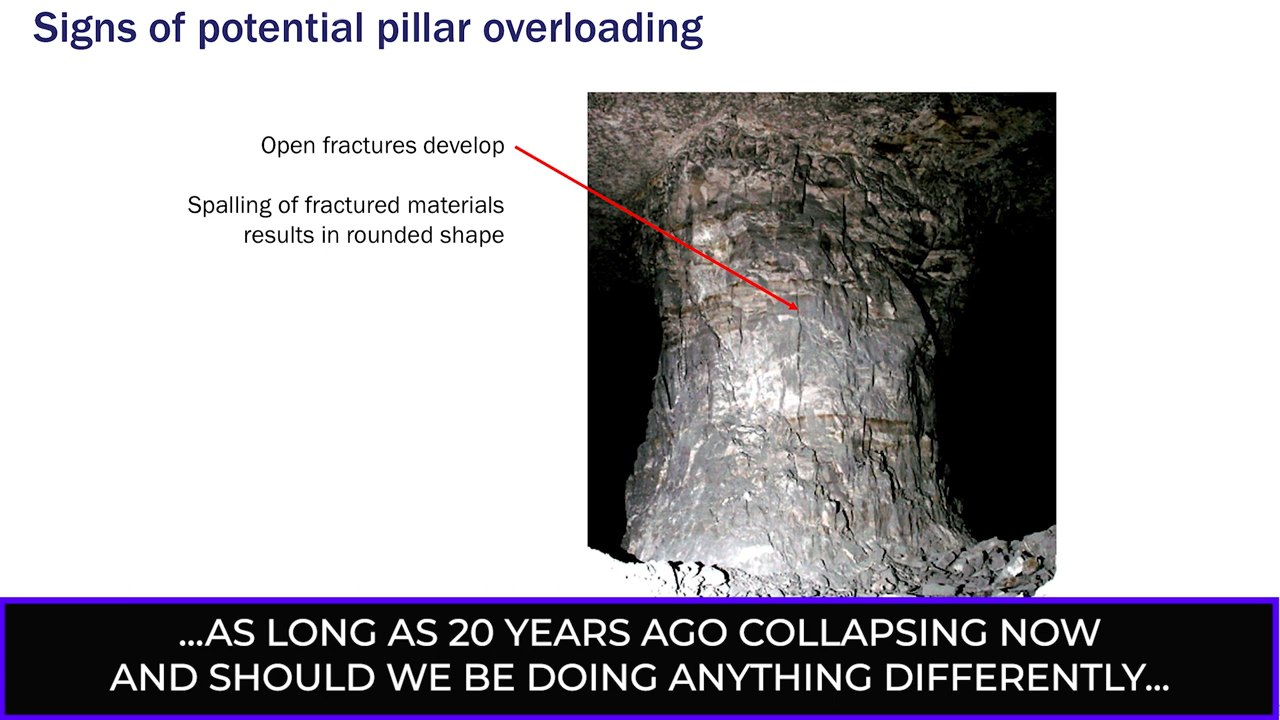 Signs of potential pillar overloading
Open fractures develop
Spalling of fractured materials
results in rounded shape
...AS LONG AS 20 YEARS AGO COLLAPSING NOW
AND SHOULD WE BE DOING ANYTHING DIFFERENTLY...